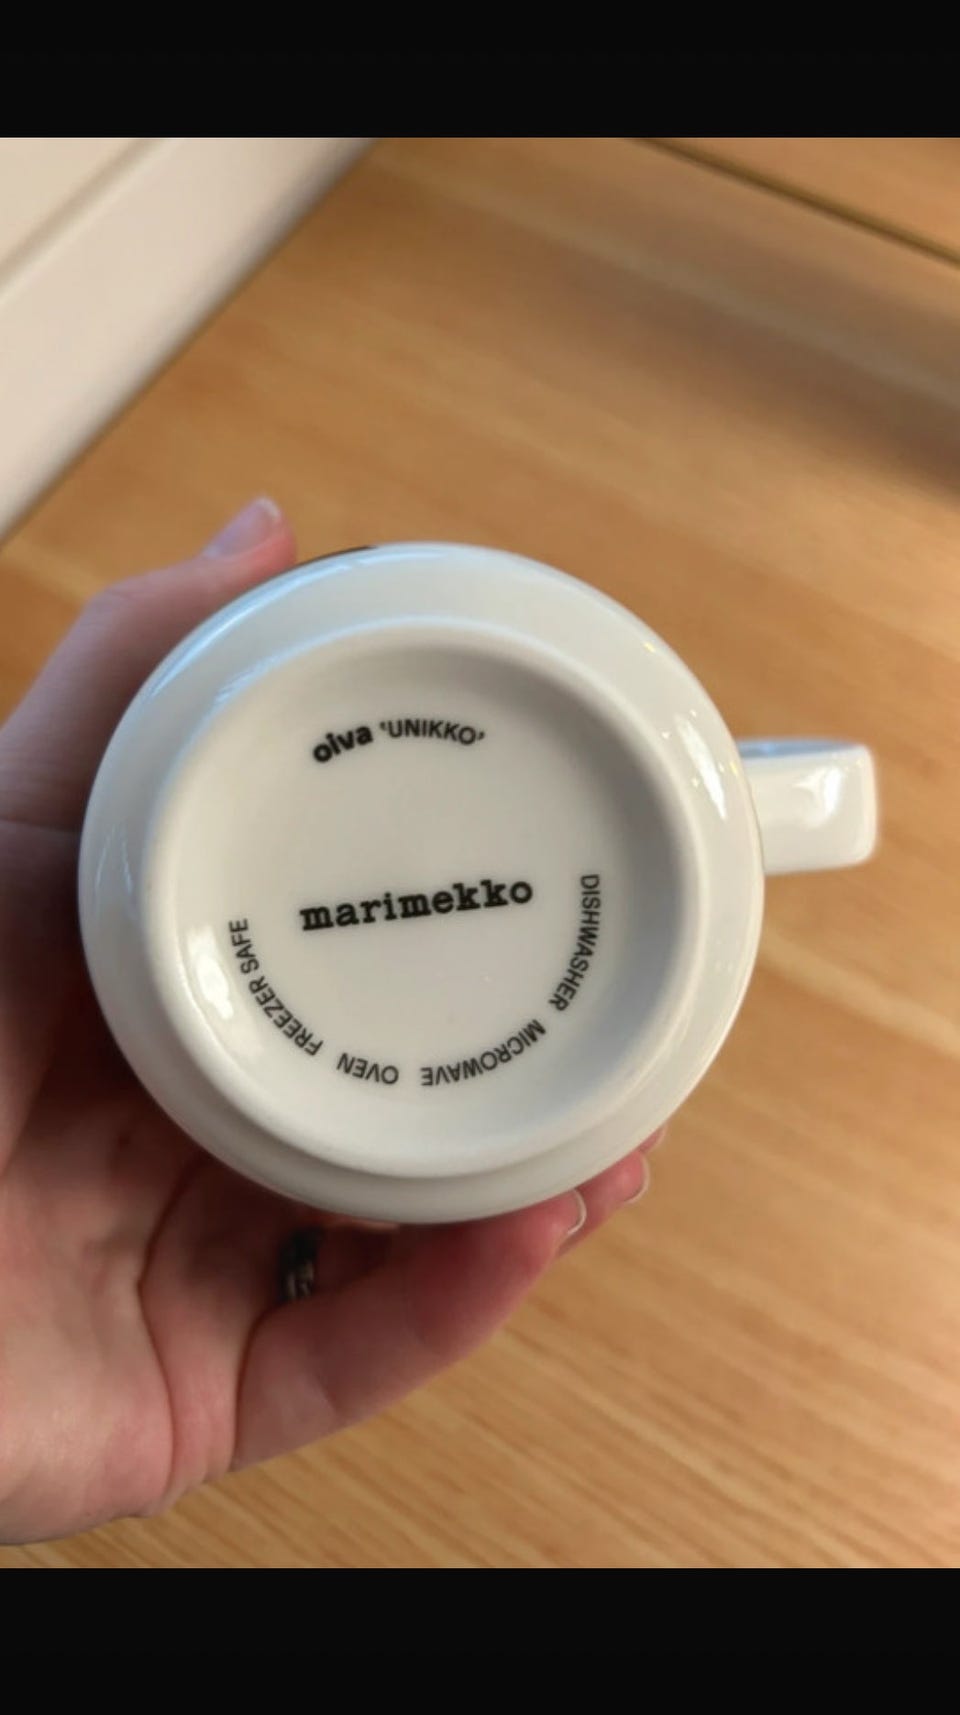 oiva 'UNIKKO'
marimekko
DISHWASHER MICROWAVE OVEN FREEZER SAFE